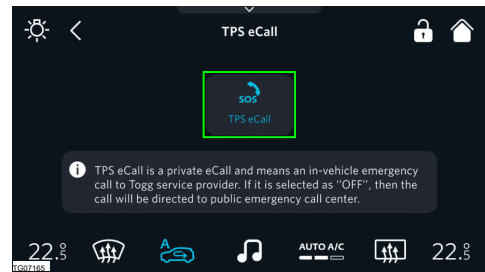 TPS eCall
SOS
TPS eCall
i TPS eCall is a private eCall and means an in-vehicle emergency
call to Togg service provider. If it is selected as "OFF", then the
call will be directed to public emergency call center.
22.5° A AUTO A/C 22.5°
TG07165